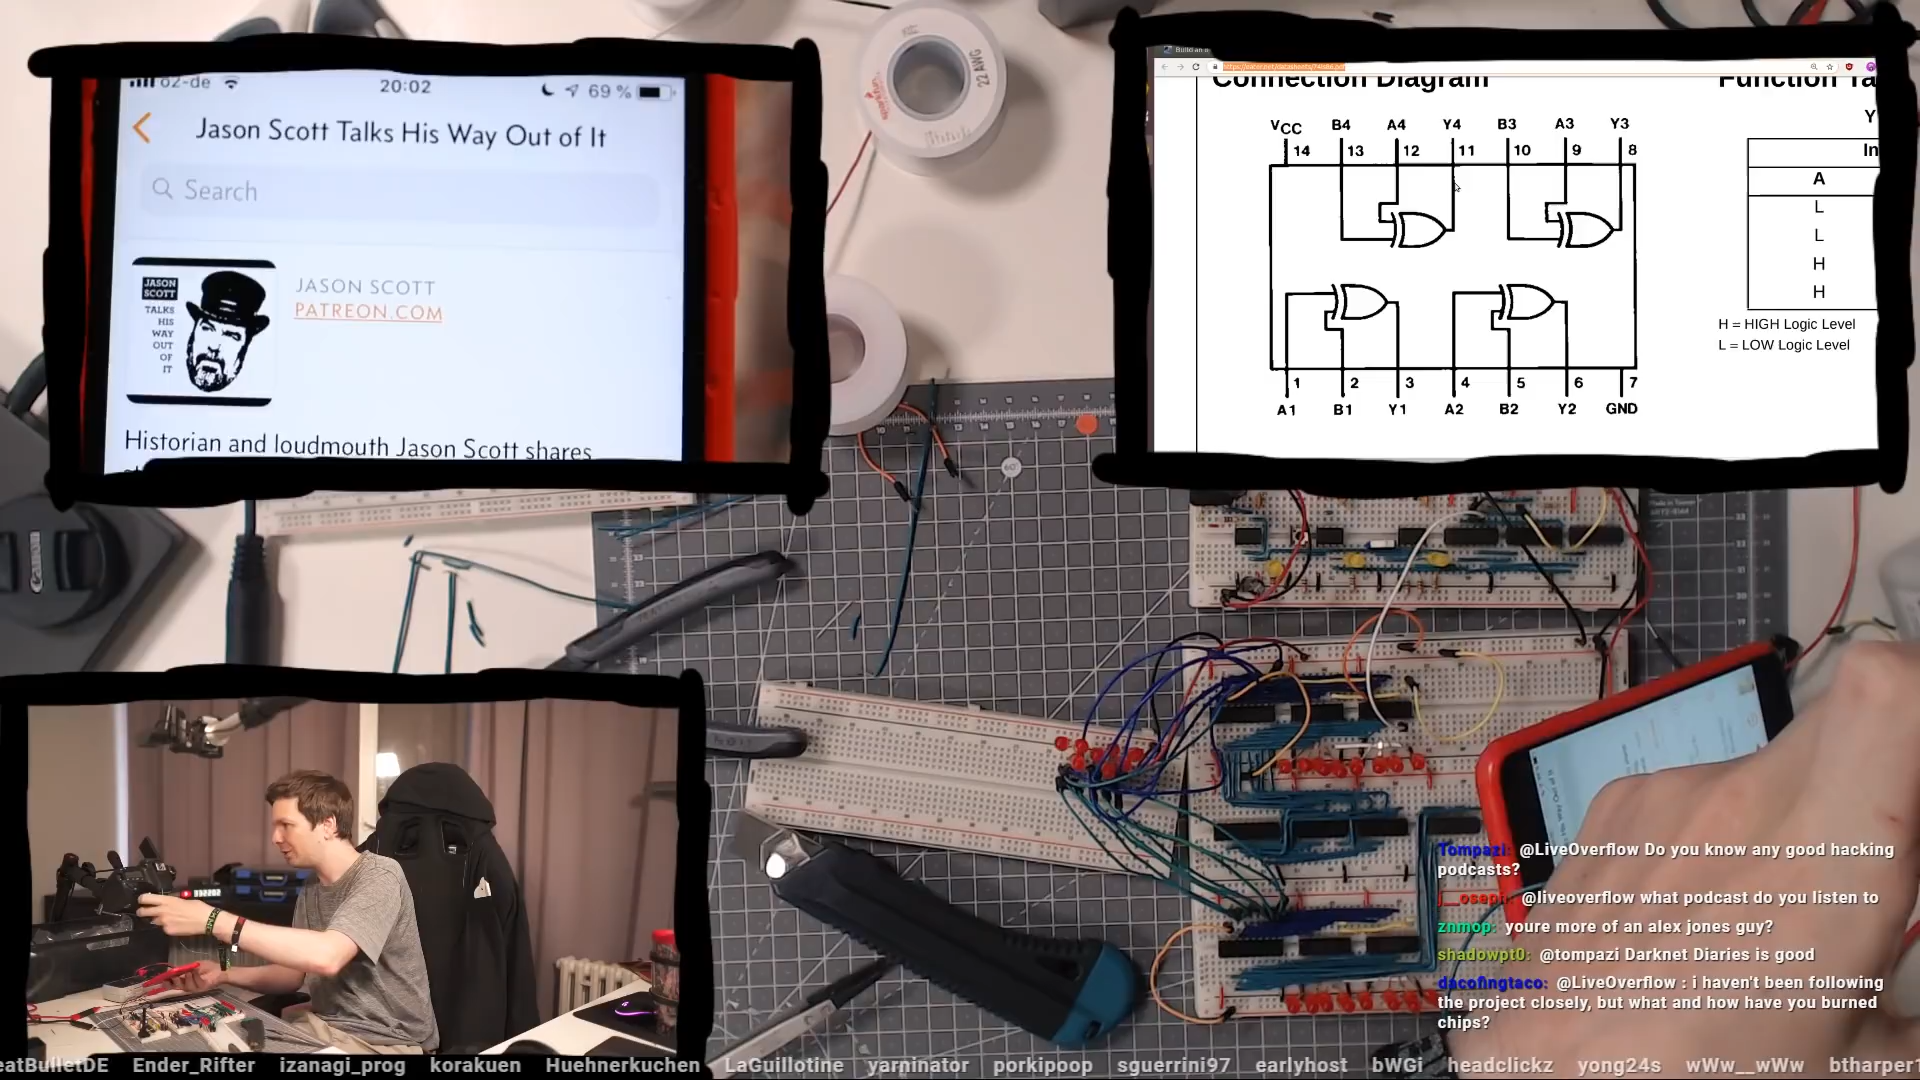 o2-de 20:02 69 %
Jason Scott Talks His Way Out of It
Search
JASON
SCOTT
TALKS
HIS
WAY
OUT
OF
IT
JASON SCOTT
PATREON.COM
Historian and loudmouth Jason Scott shares
22 AWG
CANON
60°
Connection Diagram
VCC B4 A4 Y4 B3 A3 Y3
14 13 12 11 10 9 8
1 2 3 4 5 6 7
A1 B1 Y1 A2 B2 Y2 GND
Function Ta
Y
In
A
L
L
H
H
H = HIGH Logic Level
L = LOW Logic Level
Tompazi: @LiveOverflow Do you know any good hacking
podcasts?
j__oseph: @liveoverflow what podcast do you listen to
znmop: youre more of an alex jones guy?
shadowpt0: @tompazi Darknet Diaries is good
dacofingtaco: @LiveOverflow : i haven't been following
the project closely, but what and how have you burned
chips?
eatBulletDE Ender_Rifter izanagi_prog korakuen Huehnerkuchen LaGuillotine yarninator porkipoop sguerrini97 earlyhost bWGi headclickz yong24s wWw__wWw btharper1